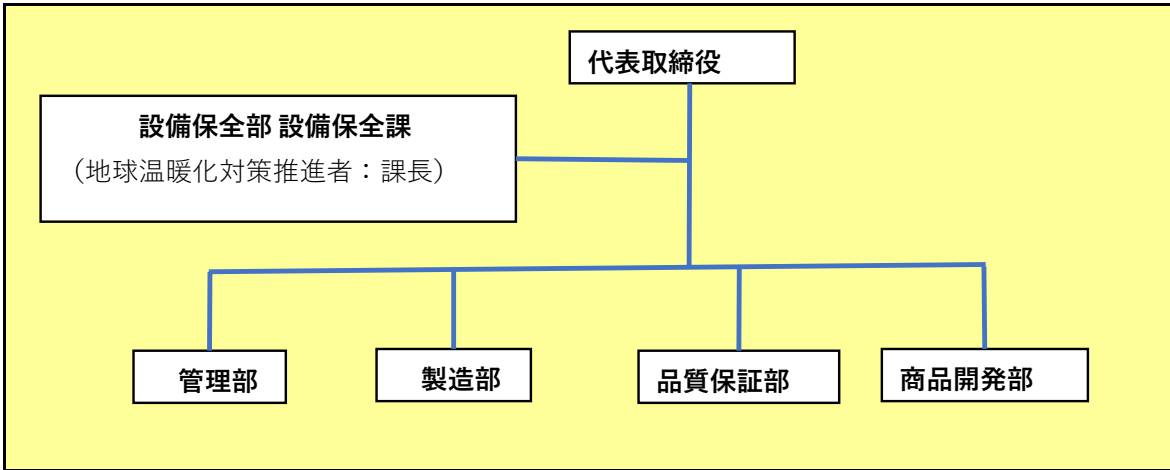 代表取締役
設備保全部 設備保全課
（地球温暖化対策推進者：課長）
管理部
製造部
品質保証部
商品開発部